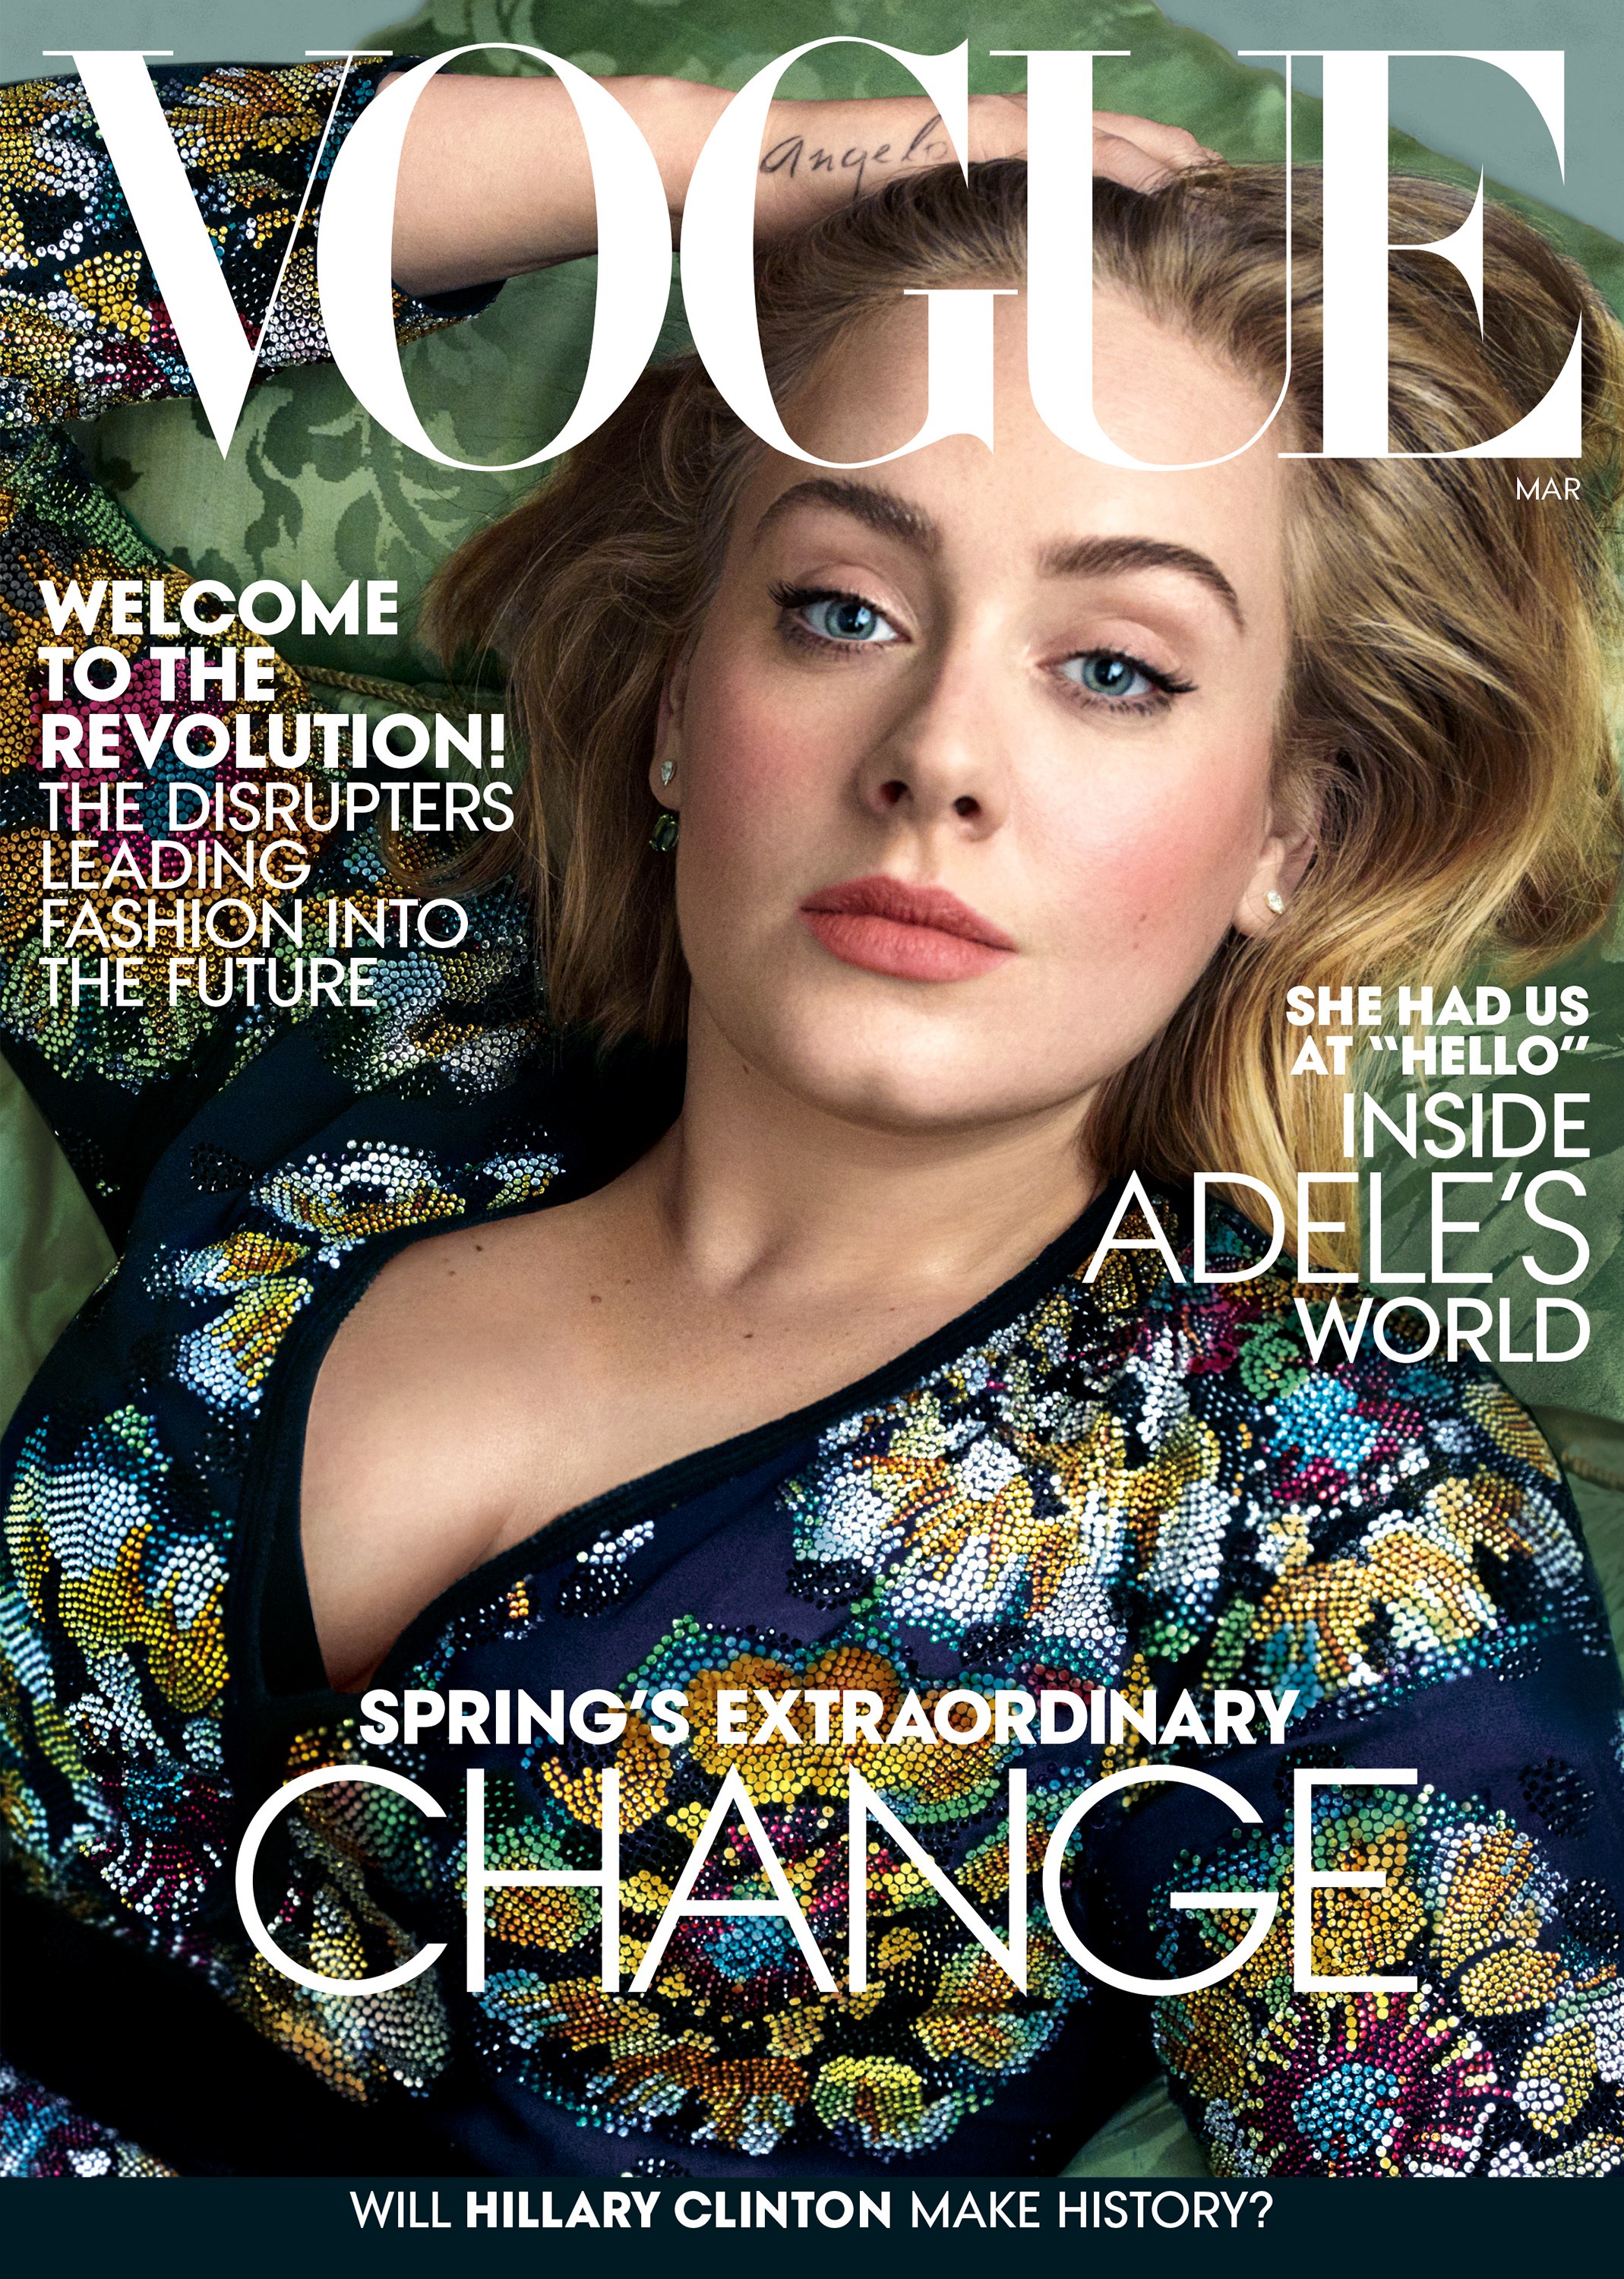 VOGUE
Angelo
MAR
WELCOME
TO THE
REVOLUTION!
THE DISRUPTERS
LEADING
FASHION INTO
THE FUTURE
SHE HAD US
AT “HELLO”
INSIDE
ADELE’S
WORLD
SPRING’S EXTRAORDINARY
CHANGE
WILL HILLARY CLINTON MAKE HISTORY?